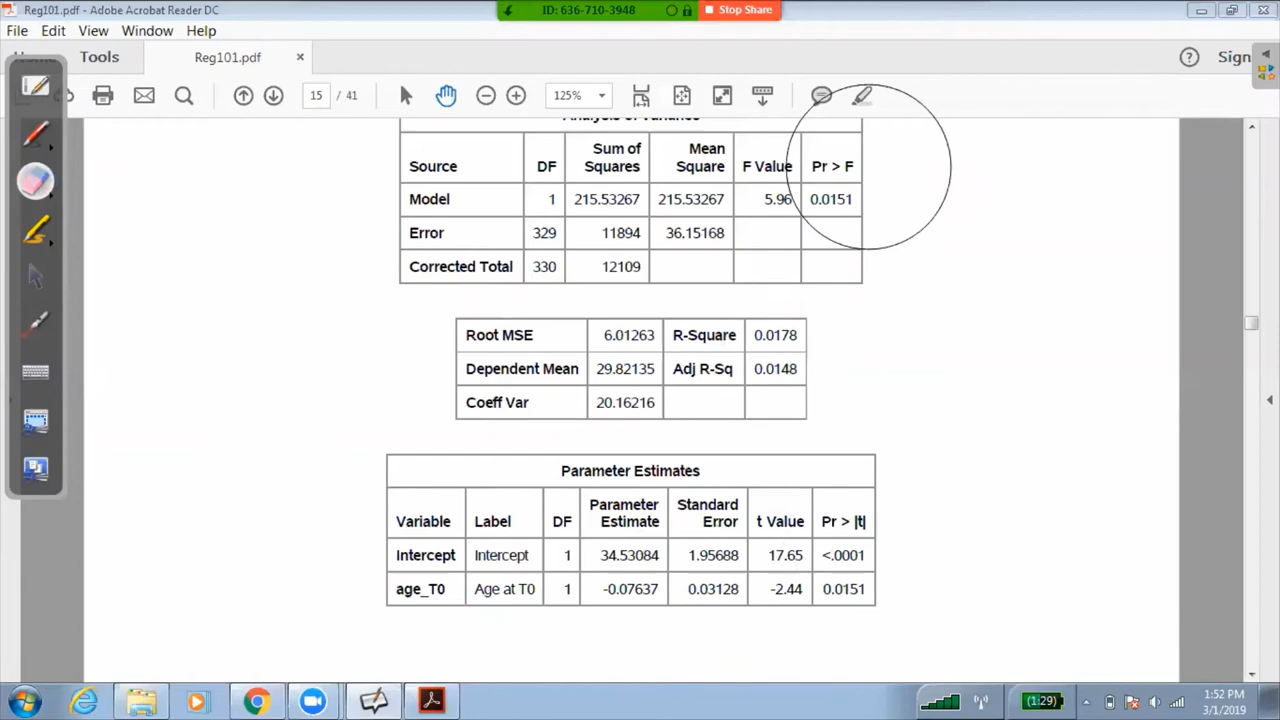 Reg101.pdf - Adobe Acrobat Reader DC
ID: 636-710-3948
Stop Share
File Edit View Window Help
Tools
Reg101.pdf
×
Sign
15 / 41
125%
Analysis of Variance
Source DF Sum of Squares Mean Square F Value Pr > F
Model 1 215.53267 215.53267 5.96 0.0151
Error 329 11894 36.15168
Corrected Total 330 12109
Root MSE 6.01263 R-Square 0.0178
Dependent Mean 29.82135 Adj R-Sq 0.0148
Coeff Var 20.16216
Parameter Estimates
Variable Label DF Parameter Estimate Standard Error t Value Pr > |t|
Intercept Intercept 1 34.53084 1.95688 17.65 <.0001
age_T0 Age at T0 1 -0.07637 0.03128 -2.44 0.0151
(1:29)
1:52 PM
3/1/2019